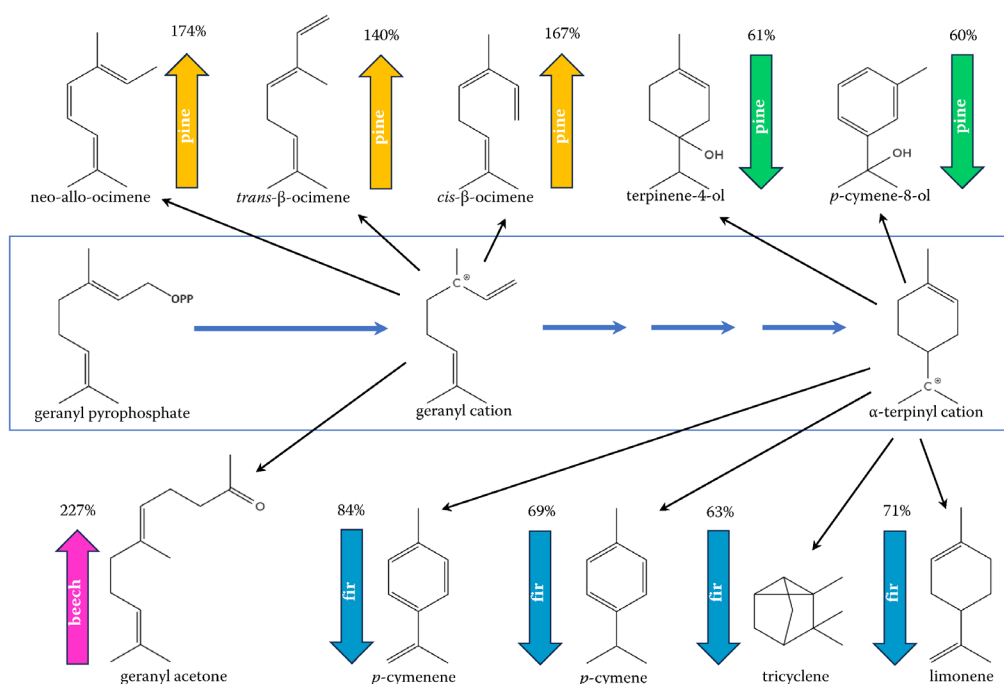 174%
140%
167%
61%
60%
pine
pine
pine
pine
pine
OH
OH
neo-allo-ocimene
trans-β-ocimene
cis-β-ocimene
terpinene-4-ol
p-cymene-8-ol
OPP
C⊕
C⊕
geranyl pyrophosphate
geranyl cation
α-terpinyl cation
227%
84%
69%
63%
71%
O
beech
fir
fir
fir
fir
geranyl acetone
p-cymenene
p-cymene
tricyclene
limonene